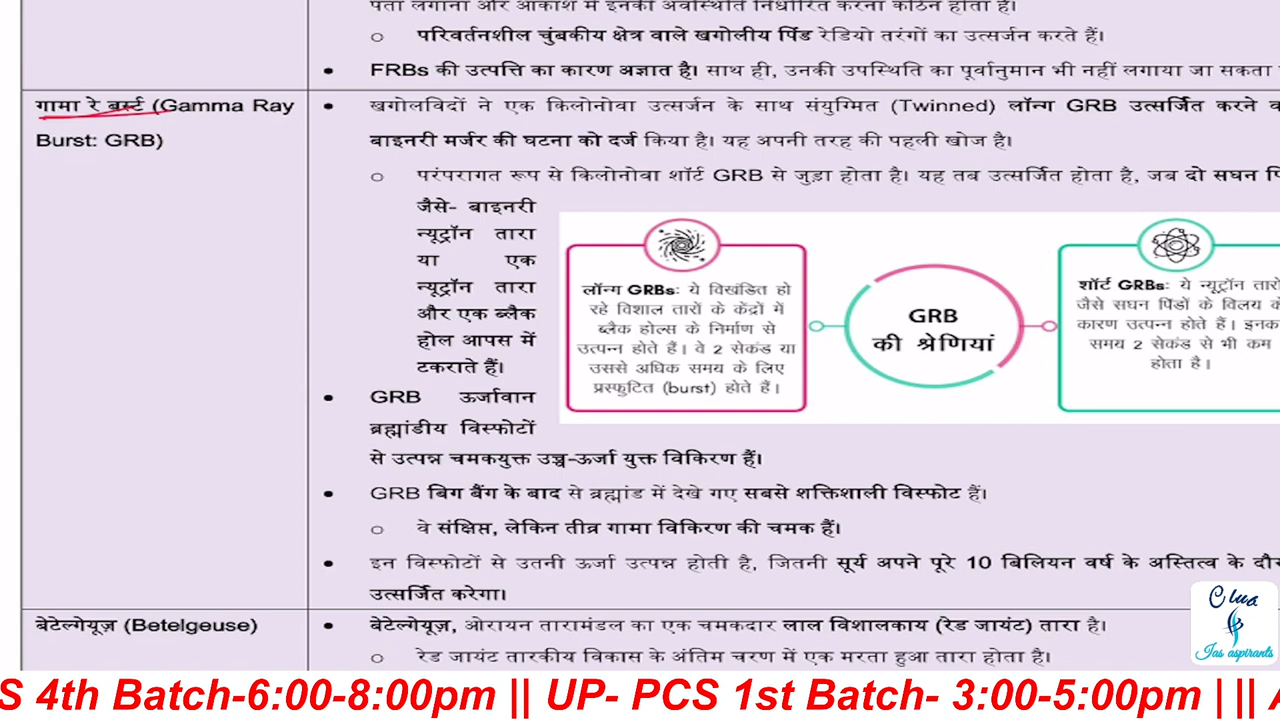 पता लगाना और आकाश में इनकी अवस्थिति निर्धारित करना कठिन होता है।
o परिवर्तनशील चुंबकीय क्षेत्र वाले खगोलीय पिंड रेडियो तरंगों का उत्सर्जन करते हैं।
• FRBs की उत्पत्ति का कारण अज्ञात है। साथ ही, उनकी उपस्थिति का पूर्वानुमान भी नहीं लगाया जा सकता
गामा रे बर्स्ट (Gamma Ray
Burst: GRB)
• खगोलविदों ने एक किलोनोवा उत्सर्जन के साथ संयुग्मित (Twinned) लॉन्ग GRB उत्सर्जित करने
बाइनरी मर्जर की घटना को दर्ज किया है। यह अपनी तरह की पहली खोज है।
o परंपरागत रूप से किलोनोवा शॉर्ट GRB से जुड़ा होता है। यह तब उत्सर्जित होता है, जब दो सघन
जैसे- बाइनरी
न्यूट्रॉन तारा
या एक
न्यूट्रॉन तारा
और एक ब्लैक
होल आपस में
टकराते हैं।
लॉन्ग GRBs: ये विखंडित हो
रहे विशाल तारों के केंद्रों में
ब्लैक होल्स के निर्माण से
उत्पन्न होते हैं। वे 2 सेकंड या
उससे अधिक समय के लिए
प्रस्फुटित (burst) होते हैं।
GRB
की श्रेणियां
शॉर्ट GRBs: ये न्यूट्रॉन तारों
जैसे सघन पिंडों के विलय के
कारण उत्पन्न होते हैं। इनका
समय 2 सेकंड से भी कम
होता है।
• GRB ऊर्जावान
ब्रह्मांडीय विस्फोटों
से उत्पन्न चमकयुक्त उच्च-ऊर्जा युक्त विकिरण हैं।
• GRB बिग बैंग के बाद से ब्रह्मांड में देखे गए सबसे शक्तिशाली विस्फोट हैं।
o वे संक्षिप्त, लेकिन तीव्र गामा विकिरण की चमक हैं।
• इन विस्फोटों से उतनी ऊर्जा उत्पन्न होती है, जितनी सूर्य अपने पूरे 10 बिलियन वर्ष के अस्तित्व के
उत्सर्जित करेगा।
बेटेल्गेयूज़ (Betelgeuse)
• बेटेल्गेयूज़, ओरायन तारामंडल का एक चमकदार लाल विशालकाय (रेड जायंट) तारा है।
o रेड जायंट तारकीय विकास के अंतिम चरण में एक मरता हुआ तारा होता है।
Ias aspirants
S 4th Batch-6:00-8:00pm || UP- PCS 1st Batch- 3:00-5:00pm | ||